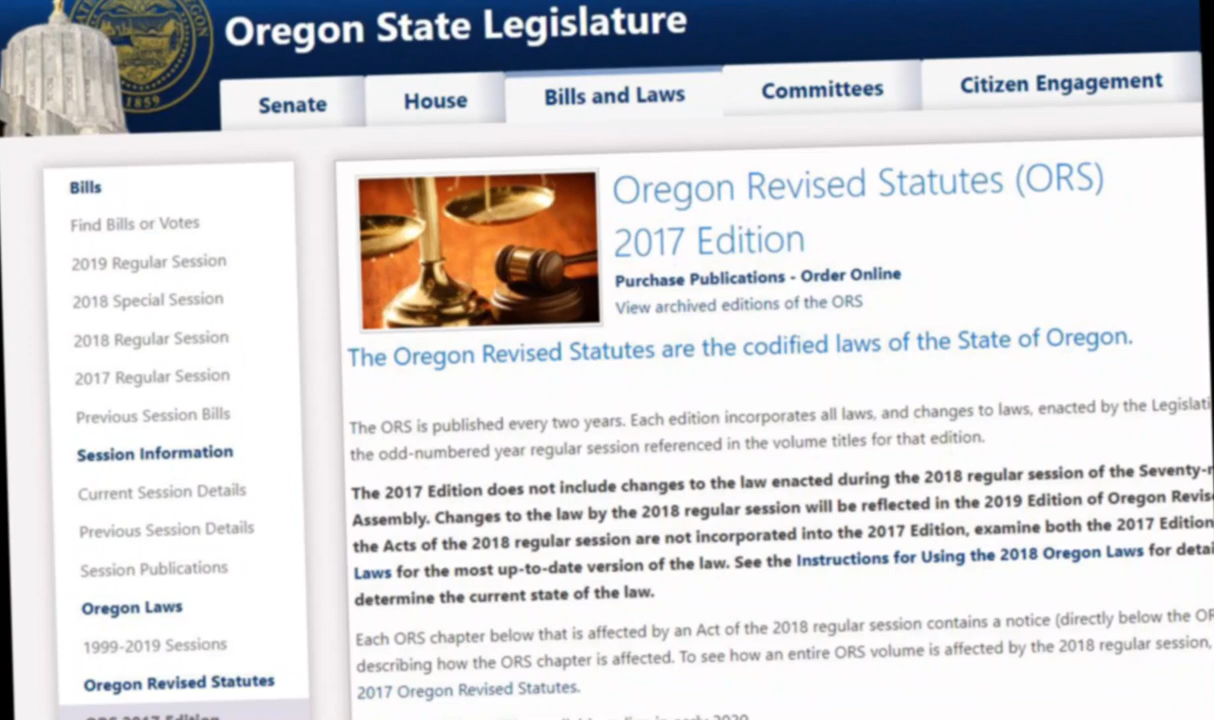 Oregon State Legislature
1859
Senate
House
Bills and Laws
Committees
Citizen Engagement
Bills
Find Bills or Votes
2019 Regular Session
2018 Special Session
2018 Regular Session
2017 Regular Session
Previous Session Bills
Session Information
Current Session Details
Previous Session Details
Session Publications
Oregon Laws
1999-2019 Sessions
Oregon Revised Statutes
ORS 2017 Edition
Oregon Revised Statutes (ORS)
2017 Edition
Purchase Publications - Order Online
View archived editions of the ORS
The Oregon Revised Statutes are the codified laws of the State of Oregon.
The ORS is published every two years. Each edition incorporates all laws, and changes to laws, enacted by the
the odd-numbered year regular session referenced in the volume titles for that edition.
The 2017 Edition does not include changes to the law enacted during the 2018 regular session of the
Assembly. Changes to the law by the 2018 regular session will be reflected in the 2019 Edition of Oregon
the Acts of the 2018 regular session are not incorporated into the 2017 Edition, examine both the 2017 Edition
Laws for the most up-to-date version of the law. See the Instructions for Using the 2018 Oregon Laws for
determine the current state of the law.
Each ORS chapter below that is affected by an Act of the 2018 regular session contains a notice (directly below the
describing how the ORS chapter is affected. To see how an entire ORS volume is affected by the 2018 regular session,
2017 Oregon Revised Statutes.